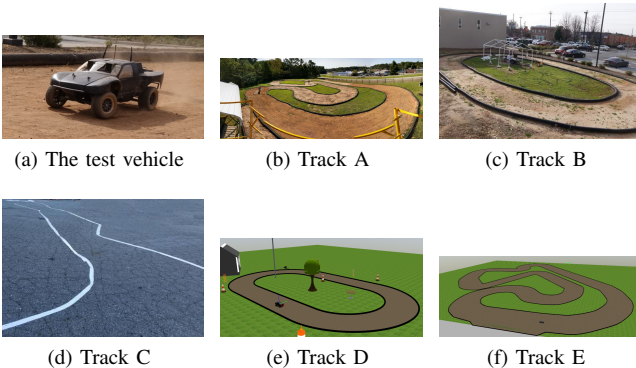 (a) The test vehicle
(b) Track A
(c) Track B
(d) Track C
(e) Track D
(f) Track E